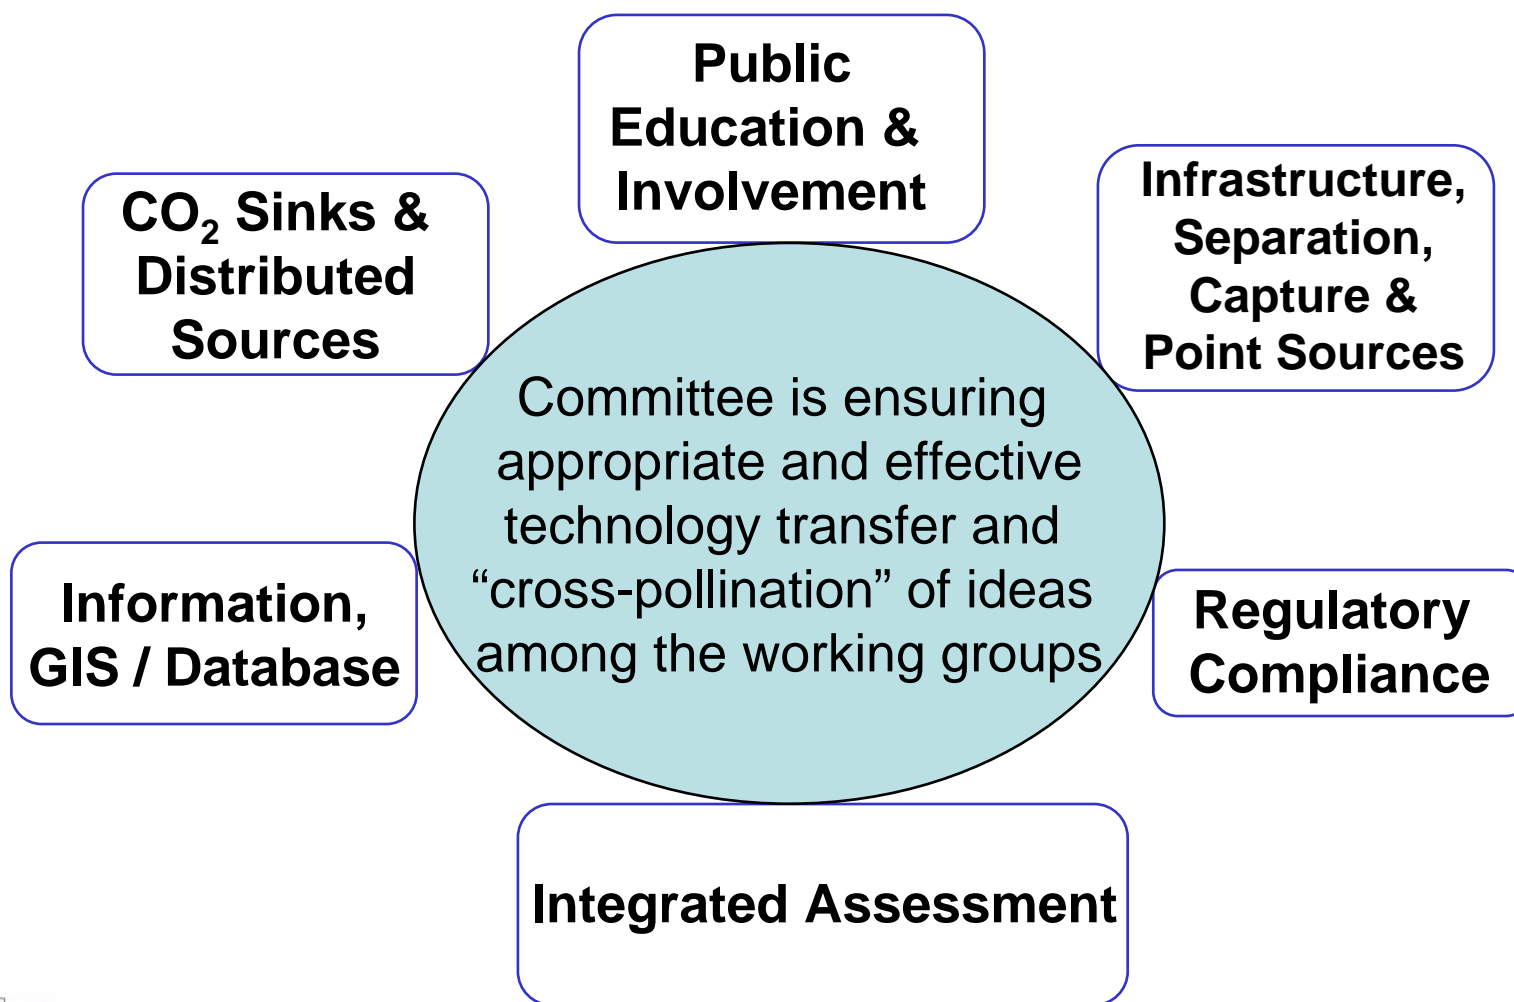 Public
Education &
Involvement
CO₂ Sinks &
Distributed
Sources
Infrastructure,
Separation,
Capture &
Point Sources
Committee is ensuring
appropriate and effective
technology transfer and
“cross-pollination” of ideas
among the working groups
Information,
GIS / Database
Regulatory
Compliance
Integrated Assessment